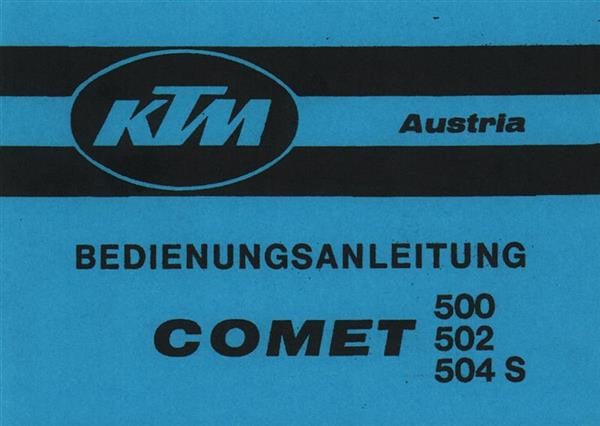 KTM
Austria
BEDIENUNGSANLEITUNG
COMET 500
502
504 S